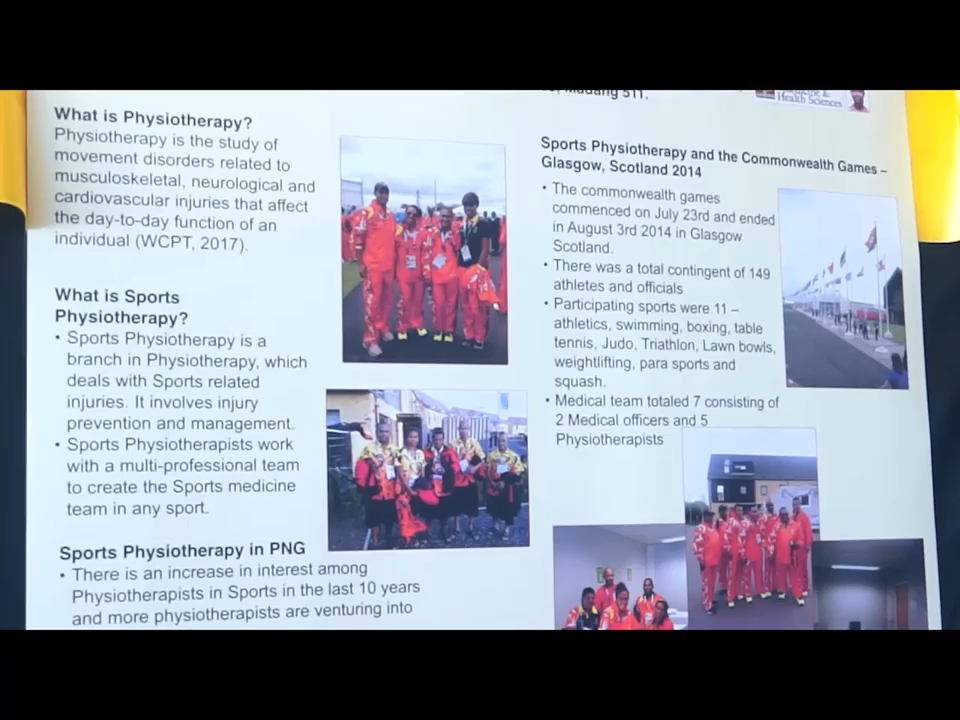 What is Physiotherapy?
Physiotherapy is the study of
movement disorders related to
musculoskeletal, neurological and
cardiovascular injuries that affect
the day-to-day function of an
individual (WCPT, 2017).
What is Sports
Physiotherapy?
• Sports Physiotherapy is a
branch in Physiotherapy, which
deals with Sports related
injuries. It involves injury
prevention and management.
• Sports Physiotherapists work
with a multi-professional team
to create the Sports medicine
team in any sport.
Sports Physiotherapy in PNG
• There is an increase in interest among
Physiotherapists in Sports in the last 10 years
and more physiotherapists are venturing into
Madang 511.
Health Sciences
Sports Physiotherapy and the Commonwealth Games –
Glasgow, Scotland 2014
• The commonwealth games
commenced on July 23rd and ended
in August 3rd 2014 in Glasgow
Scotland.
• There was a total contingent of 149
athletes and officials
• Participating sports were 11 –
athletics, swimming, boxing, table
tennis, Judo, Triathlon, Lawn bowls,
weightlifting, para sports and
squash.
• Medical team totaled 7 consisting of
2 Medical officers and 5
Physiotherapists